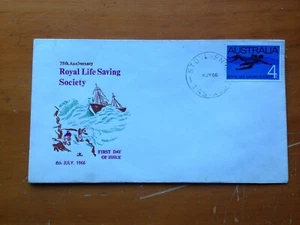 75th Anniversary
Royal Life Saving
Society
AUSTRALIA
4
FIRST DAY
OF ISSUE
6th JULY, 1966